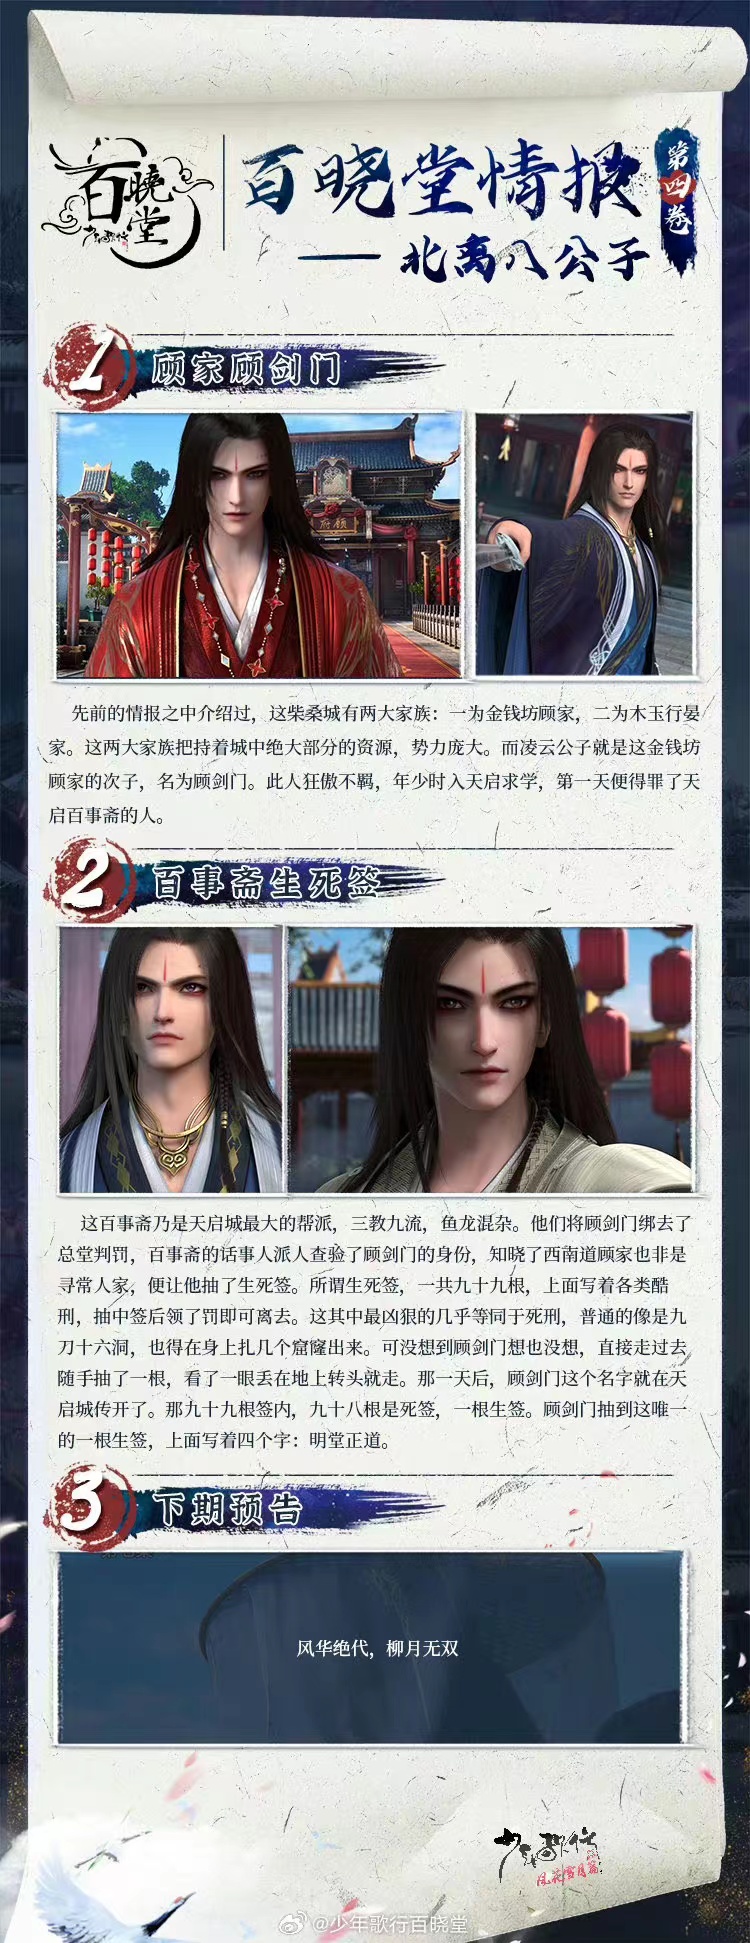 百曉堂
少年歌行
百晓堂情报
第四卷
——北离八公子
1 顾家顾剑门
顾府
先前的情报之中介绍过，这柴桑城有两大家族：一为金钱坊顾家，二为木玉行晏
家。这两大家族把持着城中绝大部分的资源，势力庞大。而凌云公子就是这金钱坊
顾家的次子，名为顾剑门。此人狂傲不羁，年少时入天启求学，第一天便得罪了天
启百事斋的人。
2 百事斋生死签
这百事斋乃是天启城最大的帮派，三教九流，鱼龙混杂。他们将顾剑门绑去了
总堂判罚，百事斋的话事人派人查验了顾剑门的身份，知晓了西南道顾家也非是
寻常人家，便让他抽了生死签。所谓生死签，一共九十九根，上面写着各类酷
刑，抽中签后领了罚即可离去。这其中最凶狠的几乎等同于死刑，普通的像是九
刀十六洞，也得在身上扎几个窟窿出来。可没想到顾剑门想也没想，直接走过去
随手抽了一根，看了一眼丢在地上转头就走。那一天后，顾剑门这个名字就在天
启城传开了。那九十九根签内，九十八根是死签，一根生签。顾剑门抽到这唯一
的一根生签，上面写着四个字：明堂正道。
3 下期预告
风华绝代，柳月无双
少年歌行
风花雪月篇
@少年歌行百晓堂